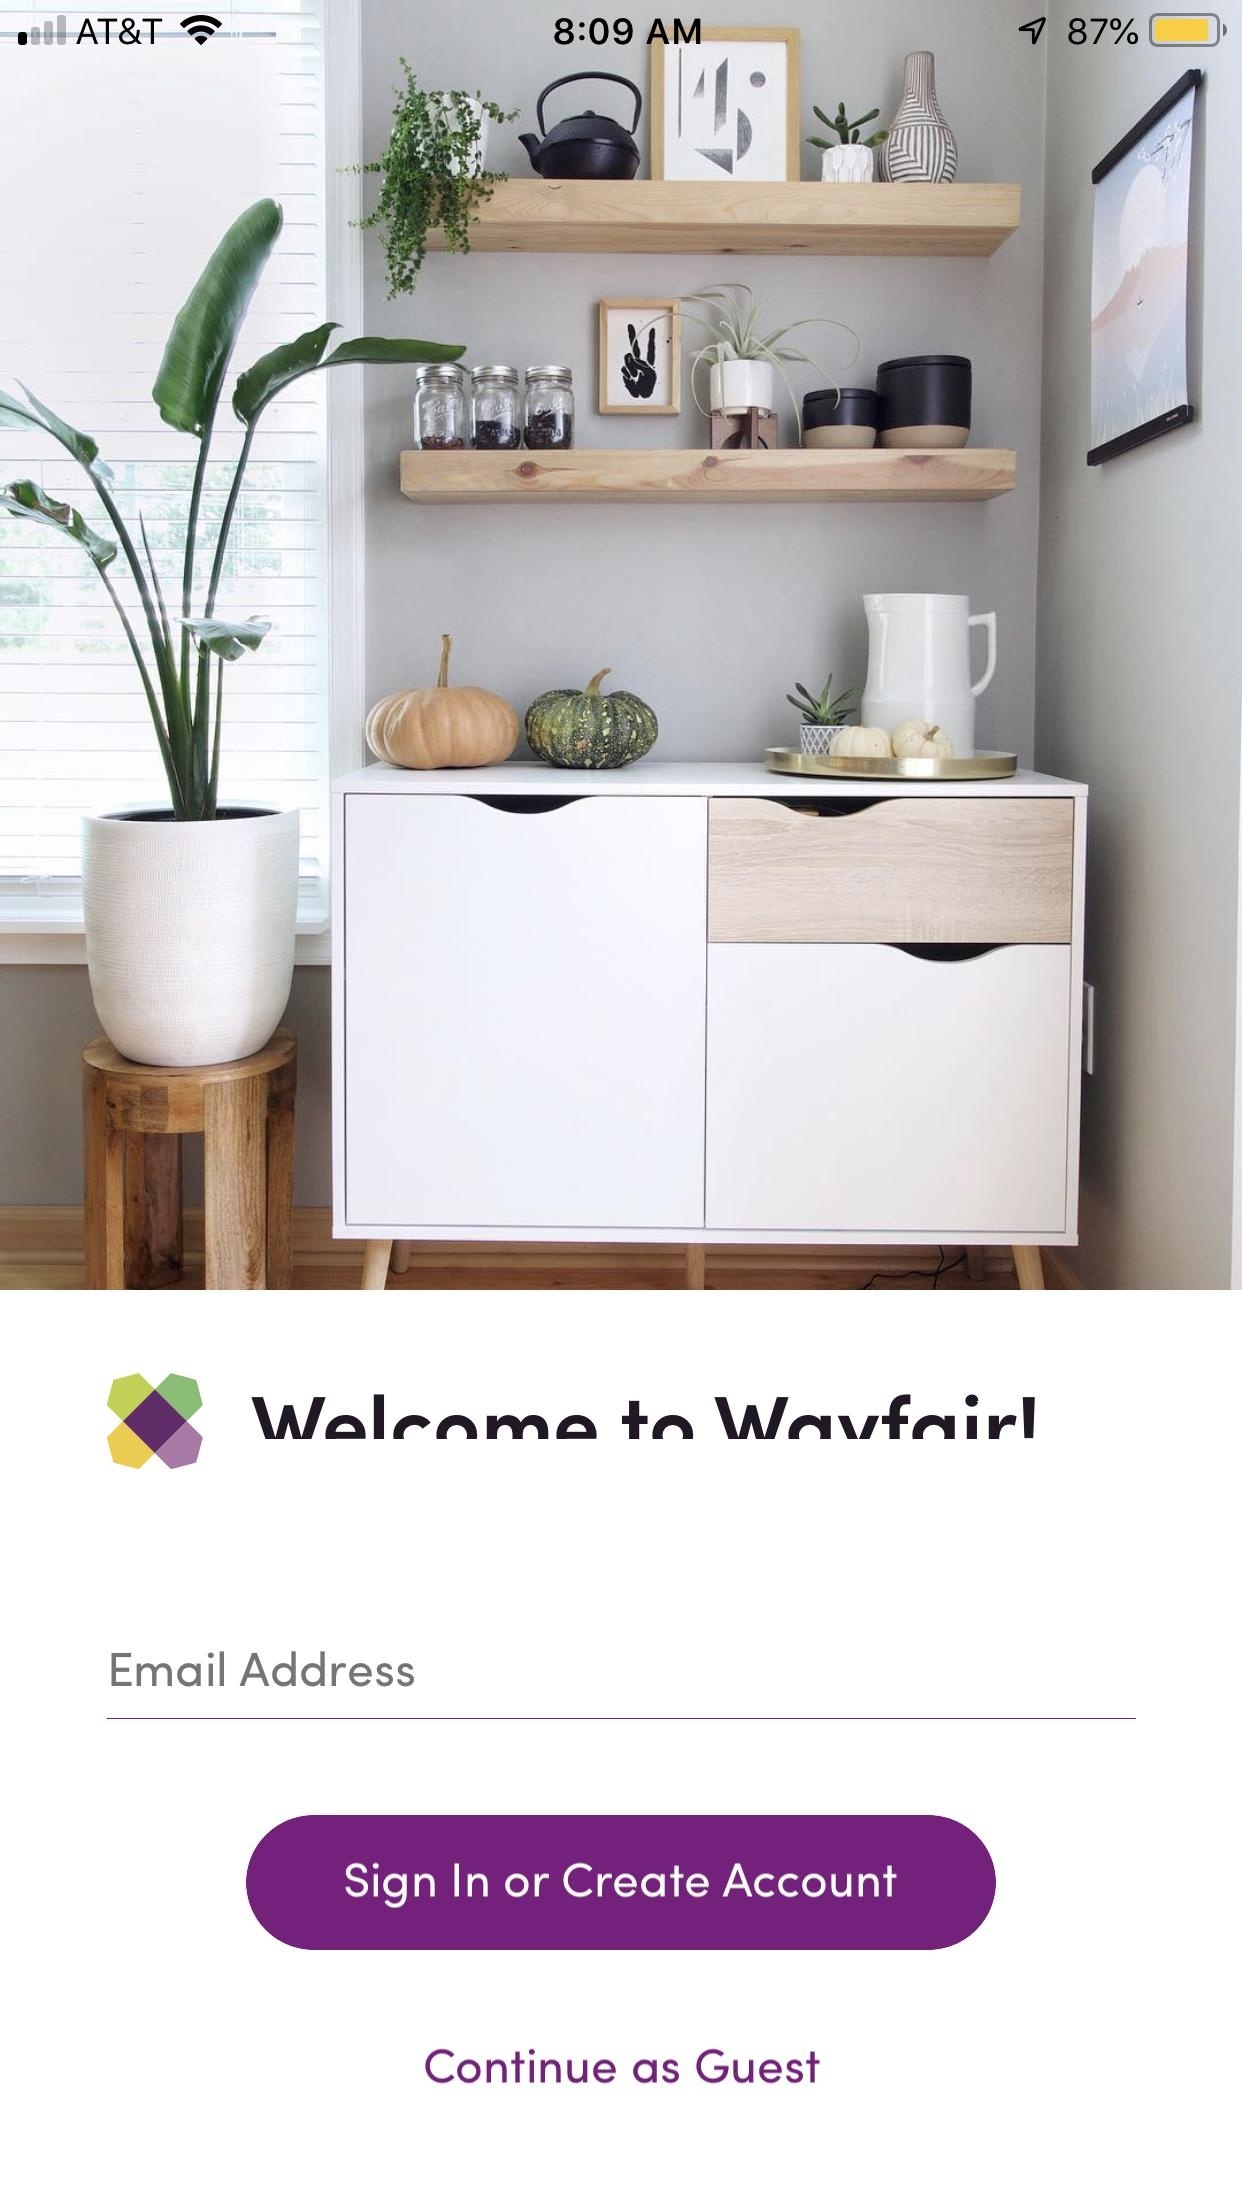 AT&T
8:09 AM
87%
Welcome to Wayfair!
Email Address
Sign In or Create Account
Continue as Guest